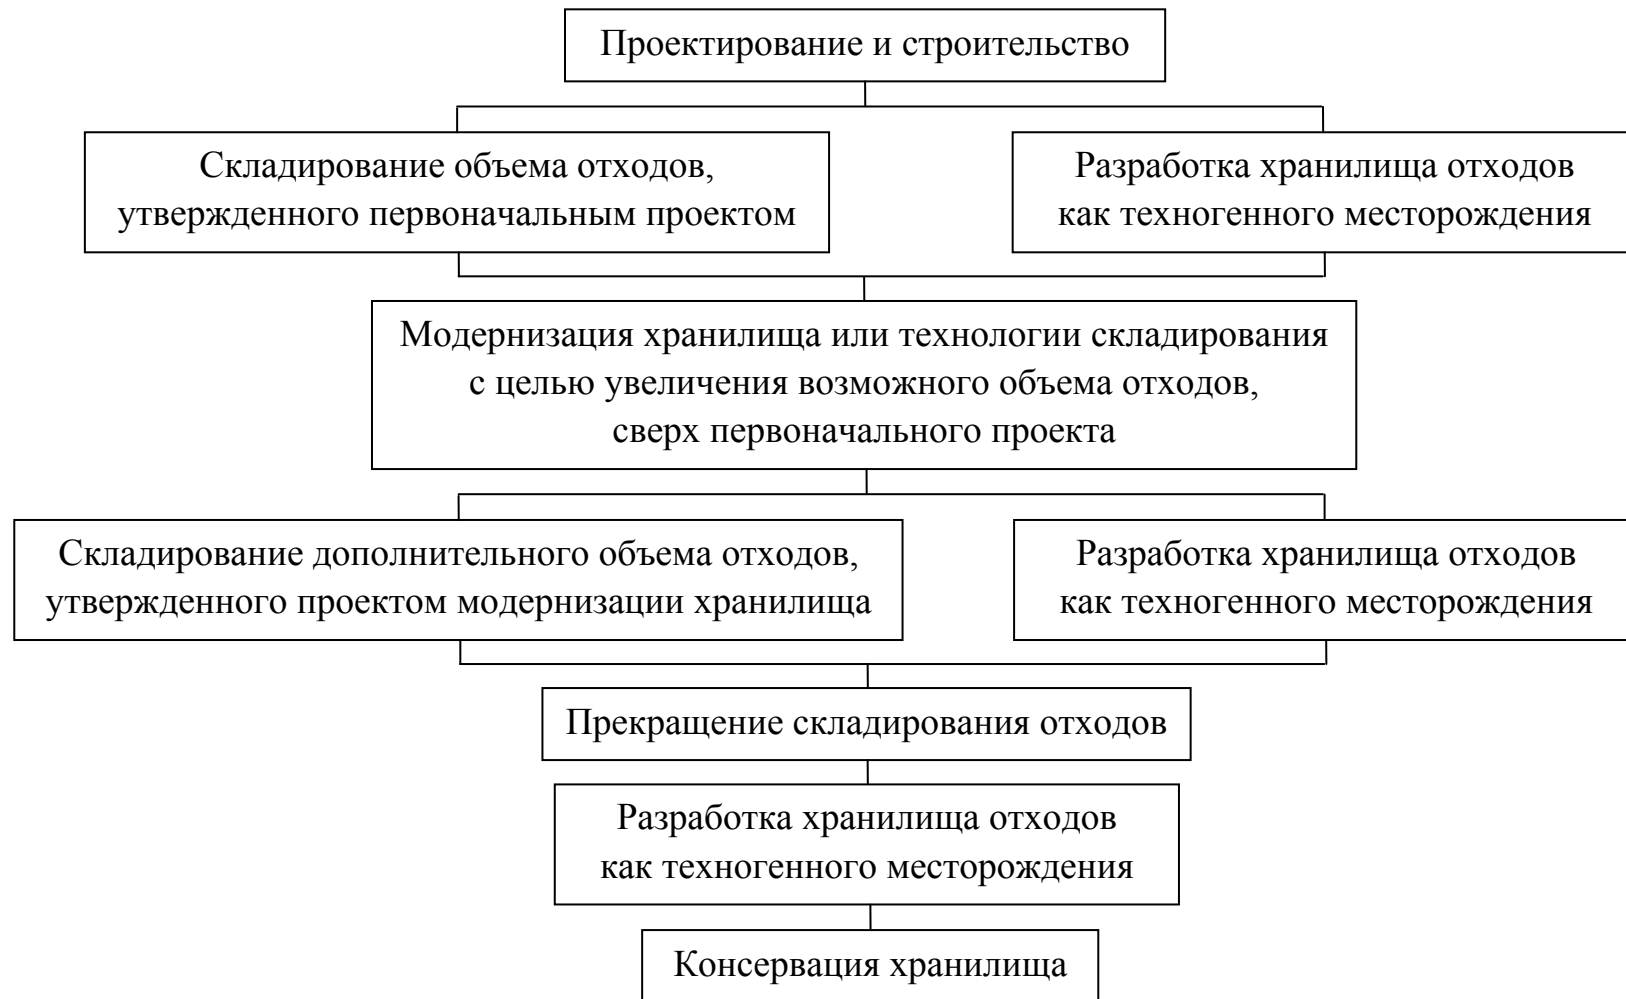 Проектирование и строительство
Складирование объема отходов,
утвержденного первоначальным проектом
Разработка хранилища отходов
как техногенного месторождения
Модернизация хранилища или технологии складирования
с целью увеличения возможного объема отходов,
сверх первоначального проекта
Складирование дополнительного объема отходов,
утвержденного проектом модернизации хранилища
Разработка хранилища отходов
как техногенного месторождения
Прекращение складирования отходов
Разработка хранилища отходов
как техногенного месторождения
Консервация хранилища